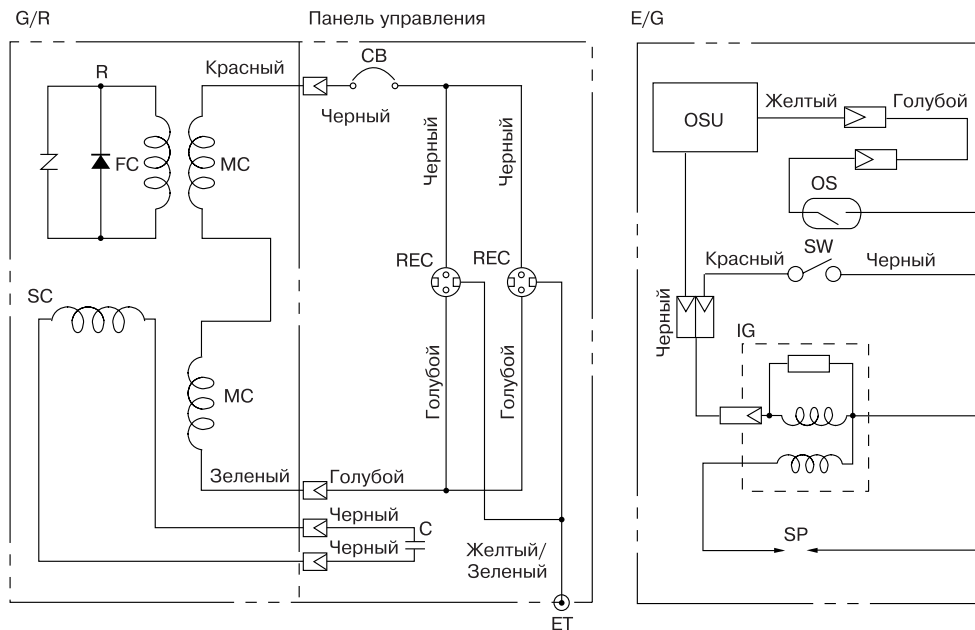 G/R
Панель управления
E/G
R
Красный
CB
Черный
FC
MC
Черный
Черный
REC
REC
SC
Голубой
Голубой
MC
Зеленый
Голубой
Черный
C
Черный
Желтый/
Зеленый
ET
OSU
Желтый
Голубой
OS
SW
Красный
Черный
Черный
IG
SP